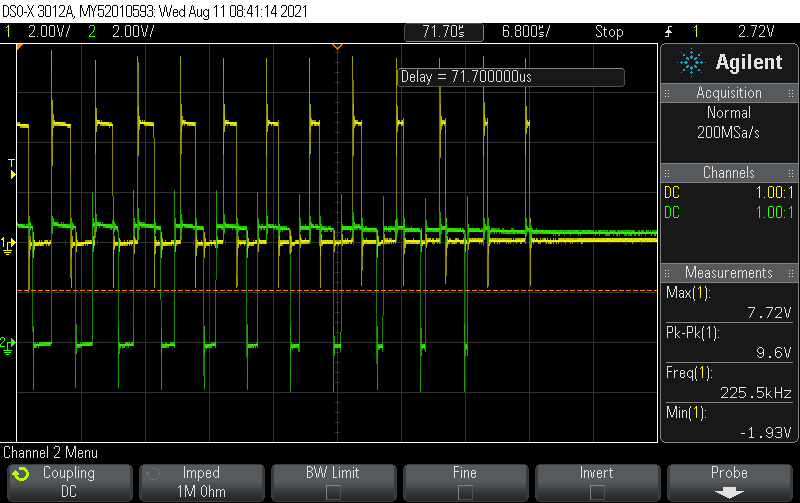 DSO-X 3012A, MY52010593: Wed Aug 11 08:41:14 2021
1 2.00V/ 2 2.00V/ 71.70s 6.800s/ Stop 1 2.72V
Delay = 71.700000us
Agilent
Acquisition
Normal
200MSa/s
Channels
DC 1.00:1
DC 1.00:1
Measurements
Max(1):
7.72V
Pk-Pk(1):
9.6V
Freq(1):
225.5kHz
Min(1):
-1.93V
T
1
2
Channel 2 Menu
Coupling
DC
Imped
1M Ohm
BW Limit
Fine
Invert
Probe